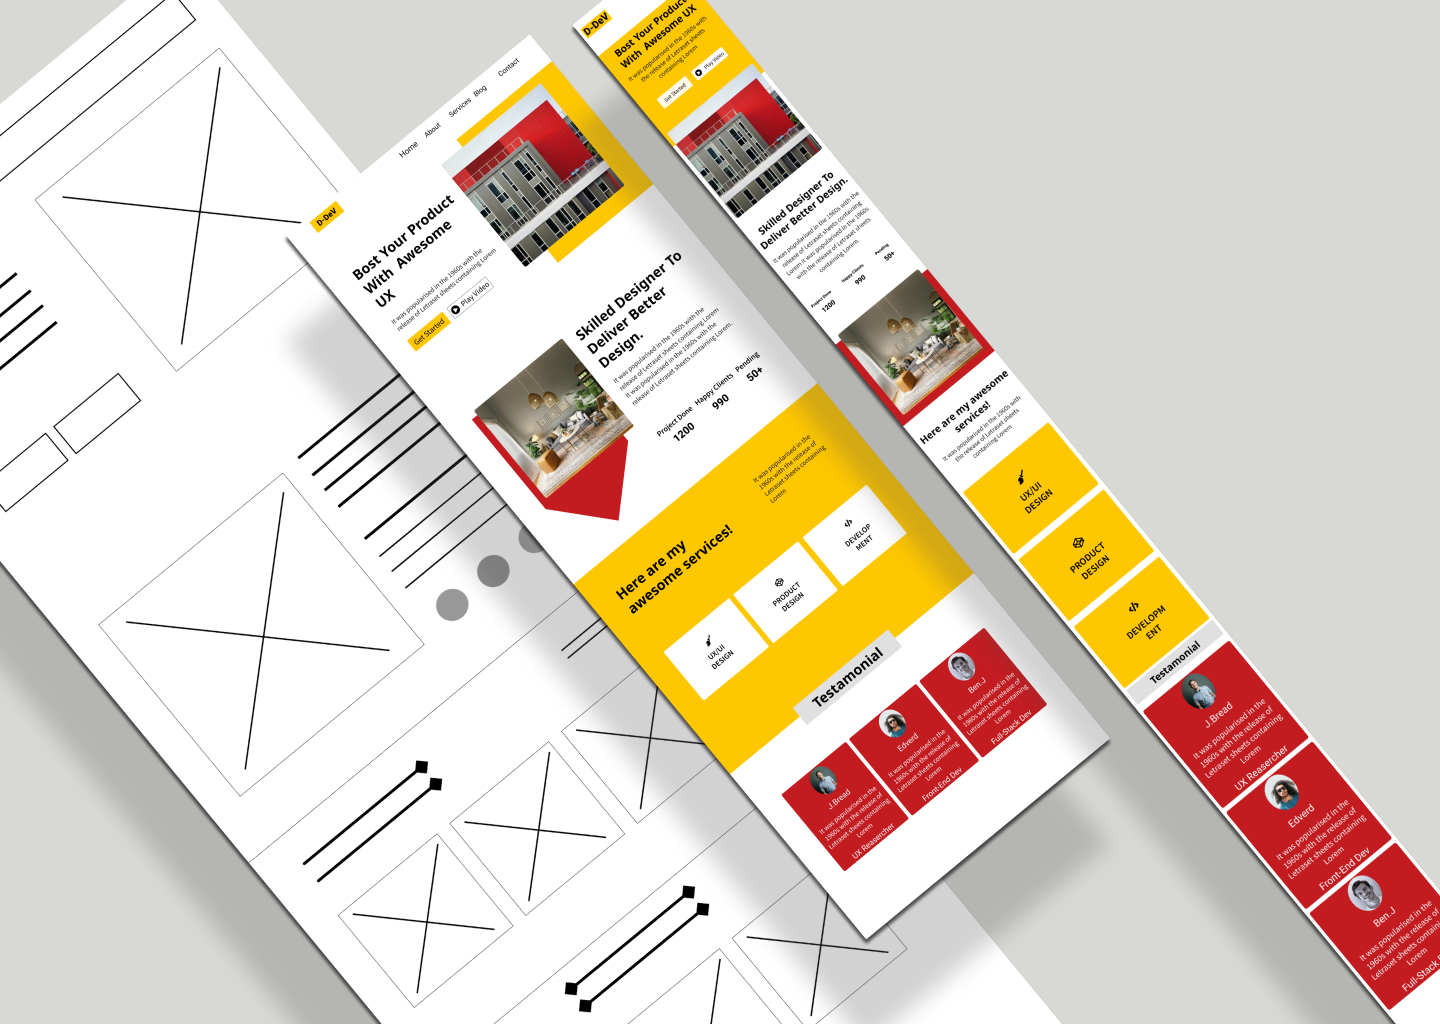 D-DeV
Home
About
Services
Blog
Contact
Bost Your Product
With Awesome
UX
It was popularised in the 1960s with the
release of Letraset sheets containing Lorem
Get Started
Play Video
Skilled Designer To
Deliver Better
Design.
It was popularised in the 1960s with the
release of Letraset sheets containing Lorem
It was popularised in the 1960s with the
release of Letraset sheets containing Lorem.
Project Done
1200
Happy Clients
990
Pending
50+
Here are my
awesome services!
It was popularised in the
1960s with the release of
Letraset sheets containing
Lorem
UX/UI
DESIGN
PRODUCT
DESIGN
DEVELOP
MENT
Testamonial
J.Bread
It was popularised in the
1960s with the release of
Letraset sheets containing
Lorem
UX Reasercher
Edverd
It was popularised in the
1960s with the release of
Letraset sheets containing
Lorem
Front-End Dev
Ben.J
It was popularised in the
1960s with the release of
Letraset sheets containing
Lorem
Full-Stack Dev
D-DeV
Bost Your Product
With Awesome UX
It was popularised in the 1960s with
the release of Letraset sheets
containing Lorem
Get Started
Play Video
Skilled Designer To
Deliver Better Design.
It was popularised in the 1960s with the
release of Letraset sheets containing
Lorem It was popularised in the 1960s
with the release of Letraset sheets
containing Lorem.
Project Done
1200
Happy Clients
990
Pending
50+
Here are my awesome
services!
It was popularised in the 1960s with
the release of Letraset sheets
containing Lorem
UX/UI
DESIGN
PRODUCT
DESIGN
DEVELOPM
ENT
Testamonial
J.Bread
It was popularised in the
1960s with the release of
Letraset sheets containing
Lorem
UX Reasercher
Edverd
It was popularised in the
1960s with the release of
Letraset sheets containing
Lorem
Front-End Dev
Ben.J
It was popularised in the
1960s with the release of
Letraset sheets
Lorem
Full-Stack